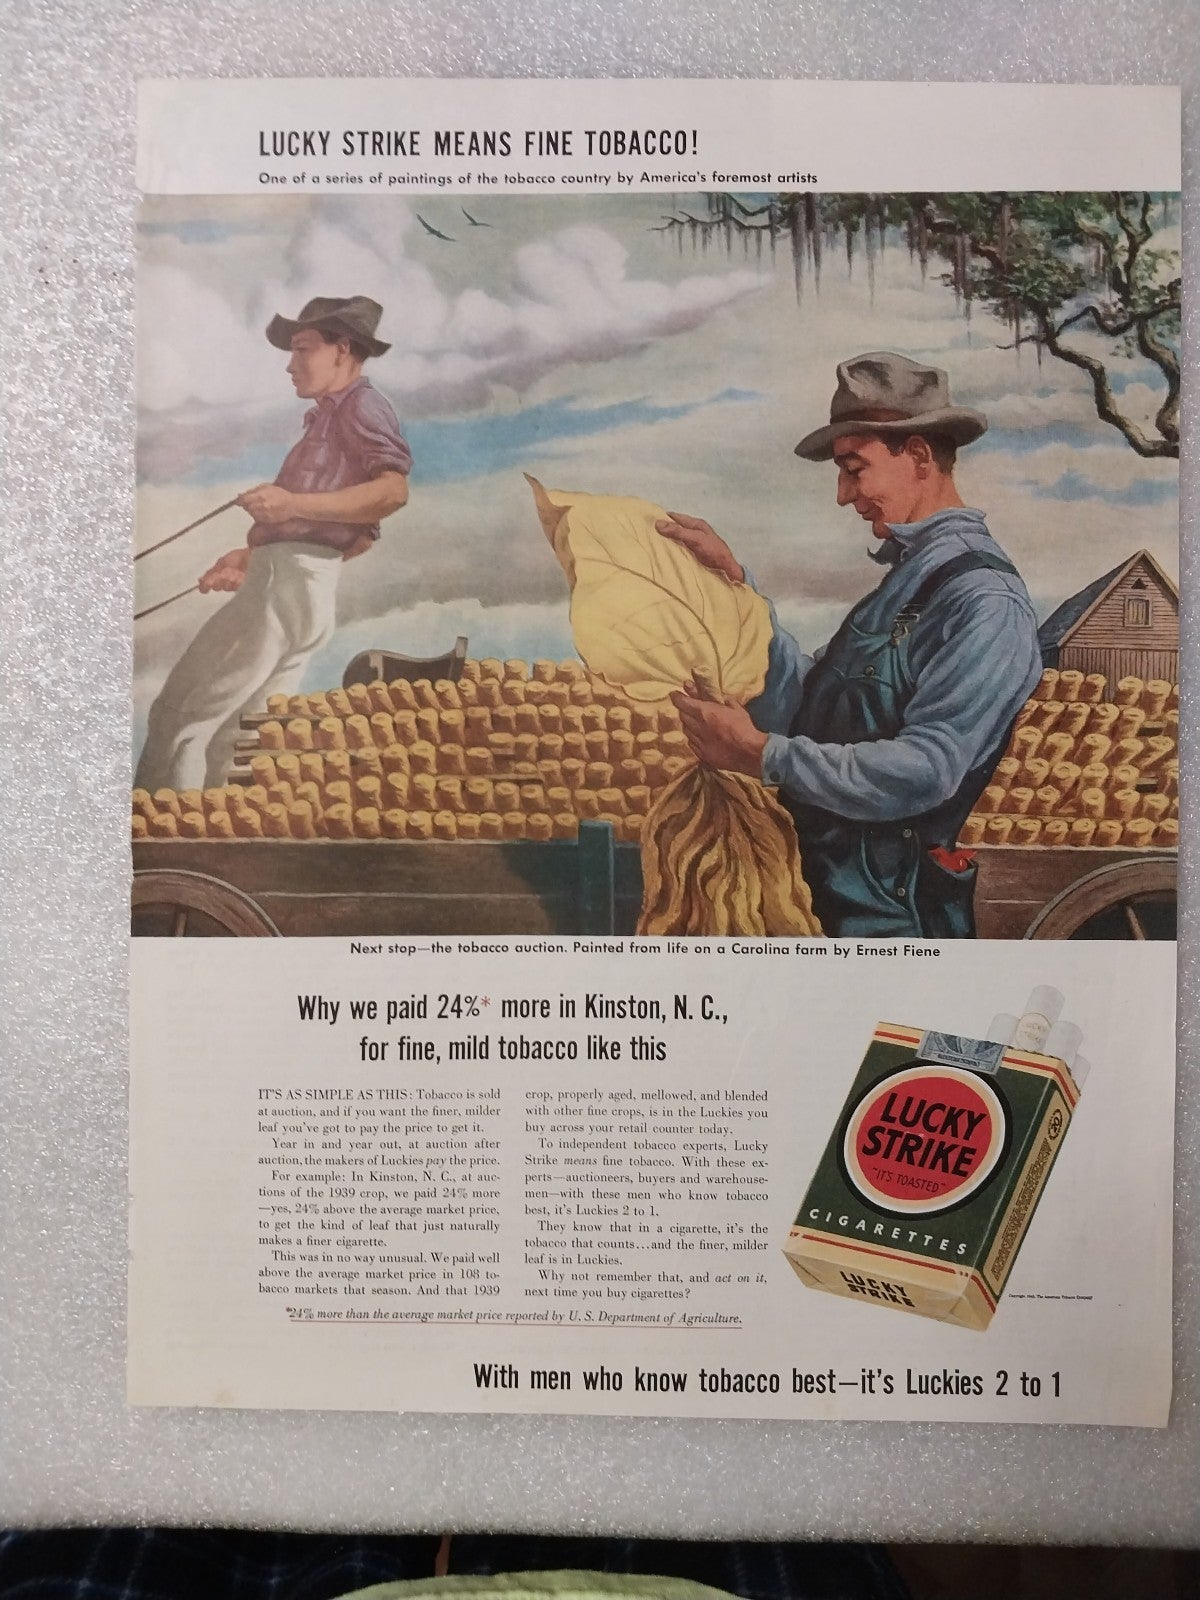 LUCKY STRIKE MEANS FINE TOBACCO!
One of a series of paintings of the tobacco country by America's foremost artists
Next stop—the tobacco auction. Painted from life on a Carolina farm by Ernest Fiene
Why we paid 24%* more in Kinston, N. C.,
for fine, mild tobacco like this
IT'S AS SIMPLE AS THIS: Tobacco is sold
at auction, and if you want the finer, milder
leaf you've got to pay the price to get it.
Year in and year out, at auction after
auction, the makers of Luckies pay the price.
For example: In Kinston, N. C., at auc-
tions of the 1939 crop, we paid 24% more
—yes, 24% above the average market price,
to get the kind of leaf that just naturally
makes a finer cigarette.
This was in no way unusual. We paid well
above the average market price in 108 to-
bacco markets that season. And that 1939
crop, properly aged, mellowed, and blended
with other fine crops, is in the Luckies you
buy across your retail counter today.
To independent tobacco experts, Lucky
Strike means fine tobacco. With these ex-
perts—auctioneers, buyers and warehouse-
men—with these men who know tobacco
best, it's Luckies 2 to 1.
They know that in a cigarette, it's the
tobacco that counts...and the finer, milder
leaf is in Luckies.
Why not remember that, and act on it,
next time you buy cigarettes?
*24% more than the average market price reported by U. S. Department of Agriculture.
LUCKY
STRIKE
"IT'S TOASTED"
CIGARETTES
LUCKY
STRIKE
The American Tobacco Company
With men who know tobacco best—it's Luckies 2 to 1